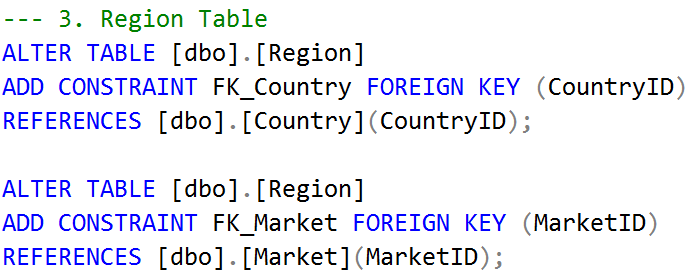 --- 3. Region Table
ALTER TABLE [dbo].[Region]
ADD CONSTRAINT FK_Country FOREIGN KEY (CountryID)
REFERENCES [dbo].[Country](CountryID);
ALTER TABLE [dbo].[Region]
ADD CONSTRAINT FK_Market FOREIGN KEY (MarketID)
REFERENCES [dbo].[Market](MarketID);